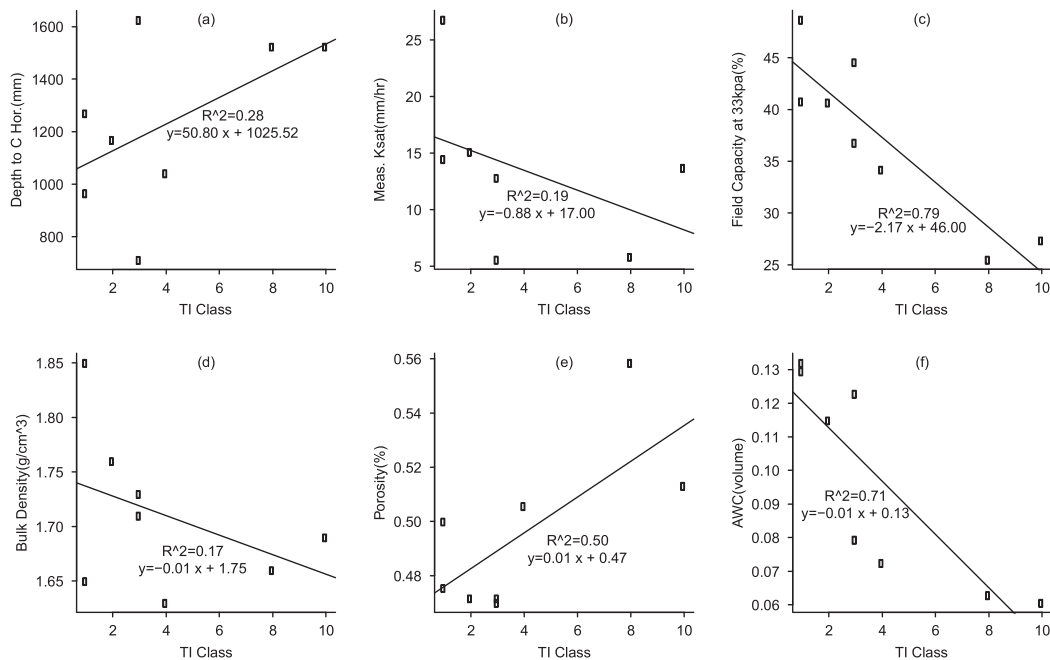 (a)
Depth to C Hor.(mm)
1600
1400
1200
1000
800
R^2=0.28
y=50.80 x + 1025.52
2 4 6 8 10
TI Class
(b)
Meas. Ksat(mm/hr)
25
20
15
10
5
R^2=0.19
y=−0.88 x + 17.00
2 4 6 8 10
TI Class
(c)
Field Capacity at 33kpa(%)
45
40
35
30
25
R^2=0.79
y=−2.17 x + 46.00
2 4 6 8 10
TI Class
(d)
Bulk Density(g/cm^3)
1.85
1.80
1.75
1.70
1.65
R^2=0.17
y=−0.01 x + 1.75
2 4 6 8 10
TI Class
(e)
Porosity(%)
0.56
0.54
0.52
0.50
0.48
R^2=0.50
y=0.01 x + 0.47
2 4 6 8 10
TI Class
(f)
AWC(volume)
0.13
0.12
0.11
0.10
0.09
0.08
0.07
0.06
R^2=0.71
y=−0.01 x + 0.13
2 4 6 8 10
TI Class